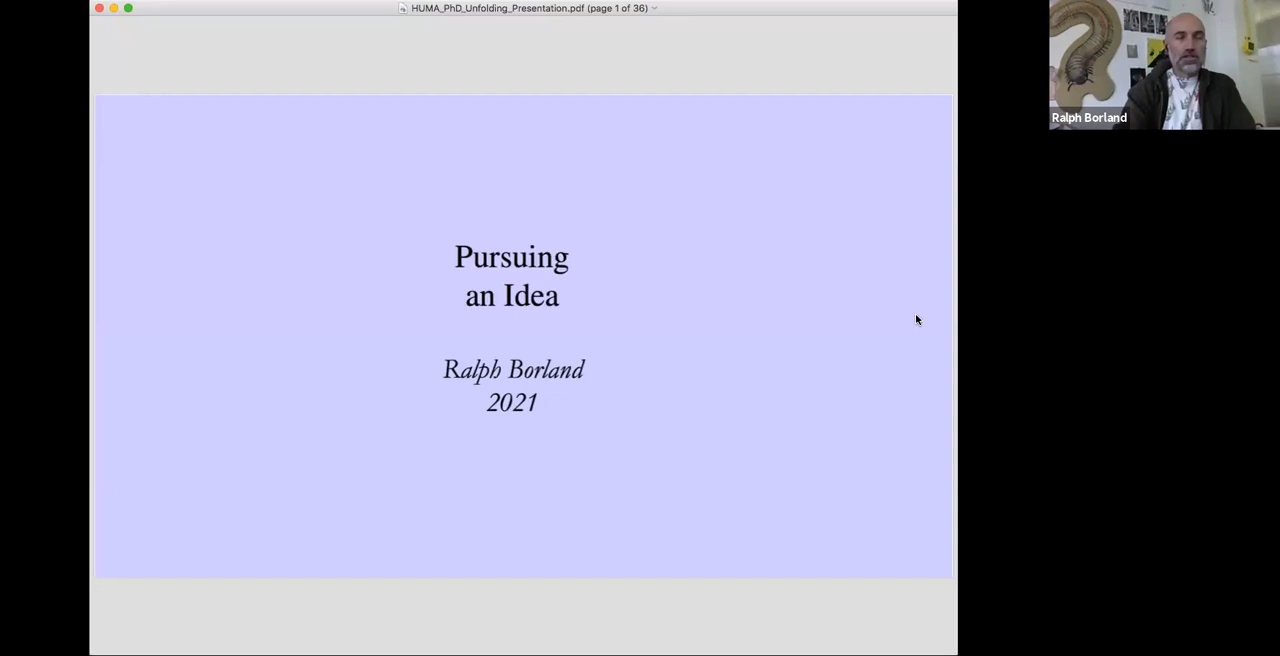 HUMA_PhD_Unfolding_Presentation.pdf (page 1 of 36)
Ralph Borland
Pursuing
an Idea
Ralph Borland
2021